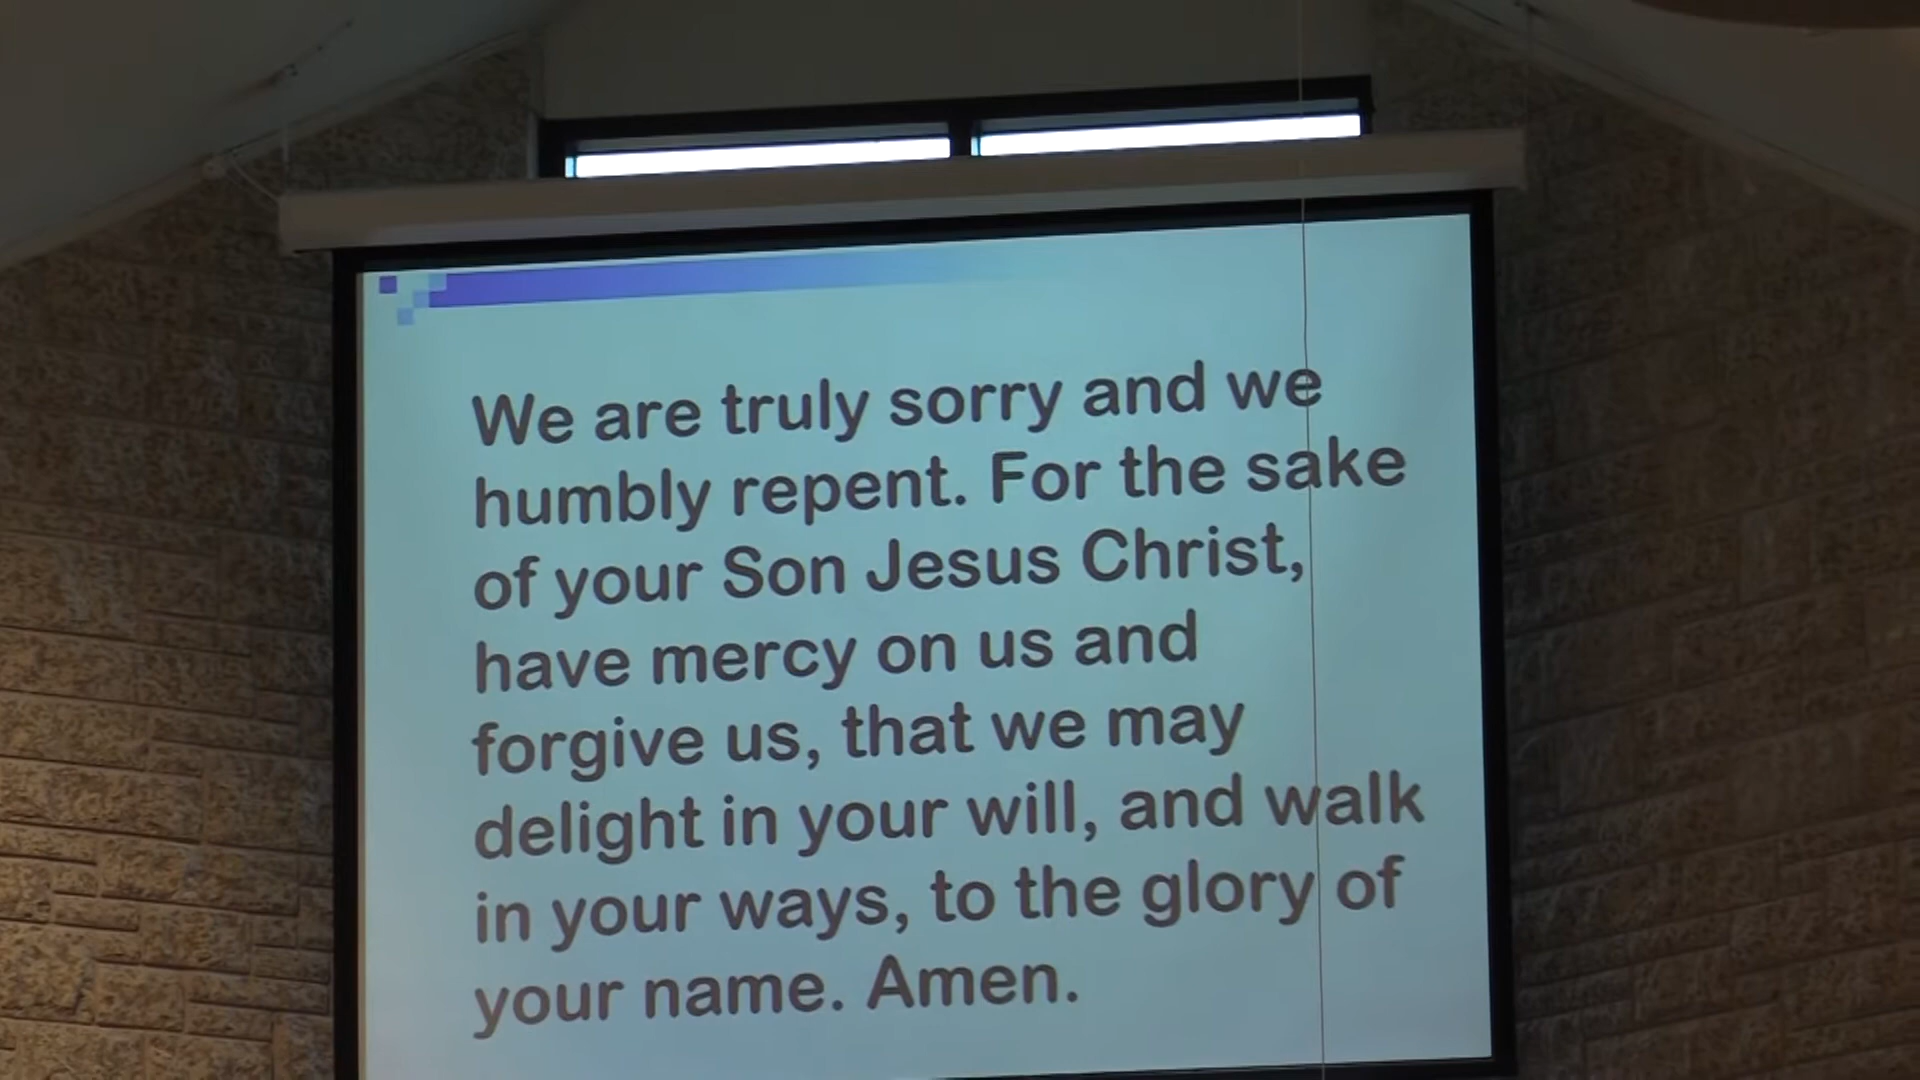 We are truly sorry and we
humbly repent. For the sake
of your Son Jesus Christ,
have mercy on us and
forgive us, that we may
delight in your will, and walk
in your ways, to the glory of
your name. Amen.